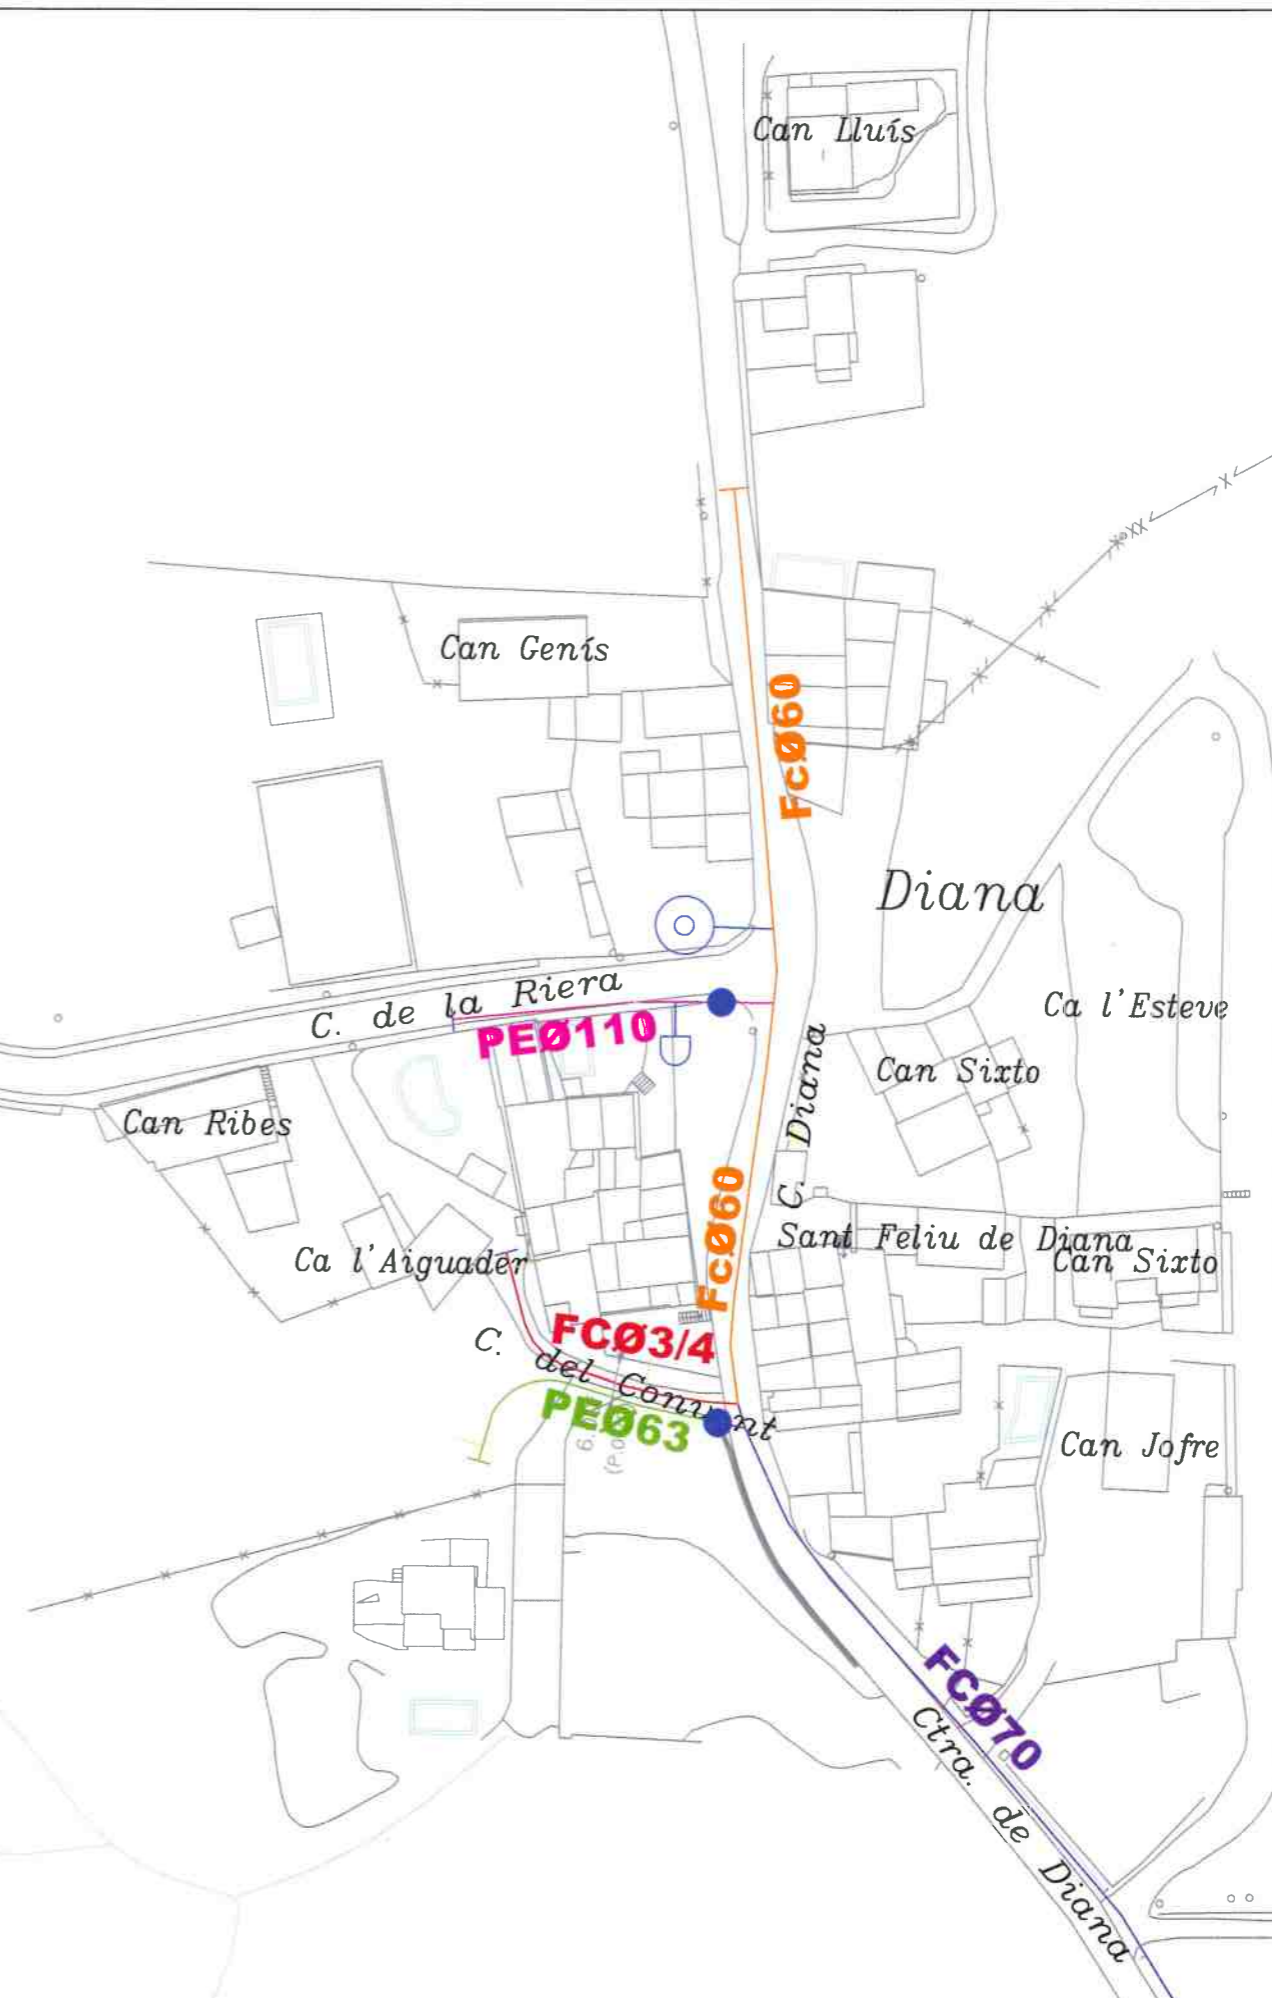 Can Lluís
Can Genís
FcØ60
Diana
C. de la Riera
PEØ110
Ca l'Esteve
C. Diana
Can Sixto
Can Ribes
FcØ60
Sant Feliu de Diana
Can Sixto
Ca l'Aiguader
FCØ3/4
C. del Convent
PEØ63
Can Jofre
FCØ70
Ctra. de Diana